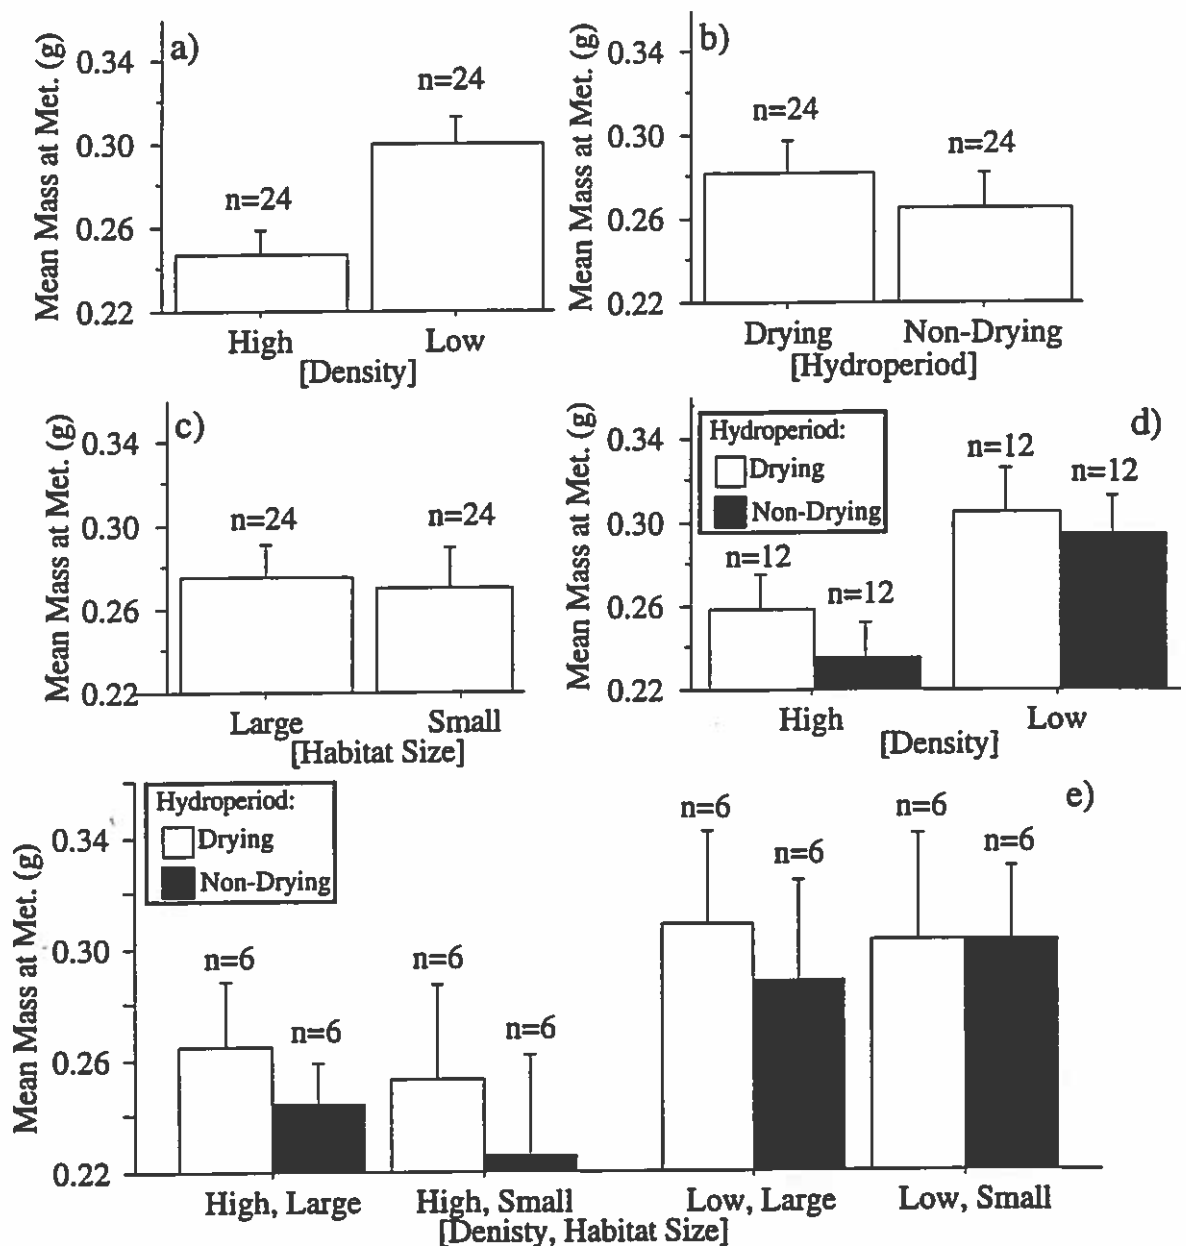 a)
Mean Mass at Met. (g)
0.34
0.30
0.26
0.22
n=24
n=24
High
Low
[Density]
b)
Mean Mass at Met. (g)
0.34
0.30
0.26
0.22
n=24
n=24
Drying
Non-Drying
[Hydroperiod]
c)
Mean Mass at Met. (g)
0.34
0.30
0.26
0.22
n=24
n=24
Large
Small
[Habitat Size]
d)
Mean Mass at Met. (g)
0.34
0.30
0.26
0.22
Hydroperiod:
Drying
Non-Drying
n=12
n=12
n=12
n=12
High
Low
[Density]
e)
Mean Mass at Met. (g)
0.34
0.30
0.26
0.22
Hydroperiod:
Drying
Non-Drying
n=6
n=6
n=6
n=6
n=6
n=6
n=6
n=6
High, Large
High, Small
Low, Large
Low, Small
[Denisty, Habitat Size]